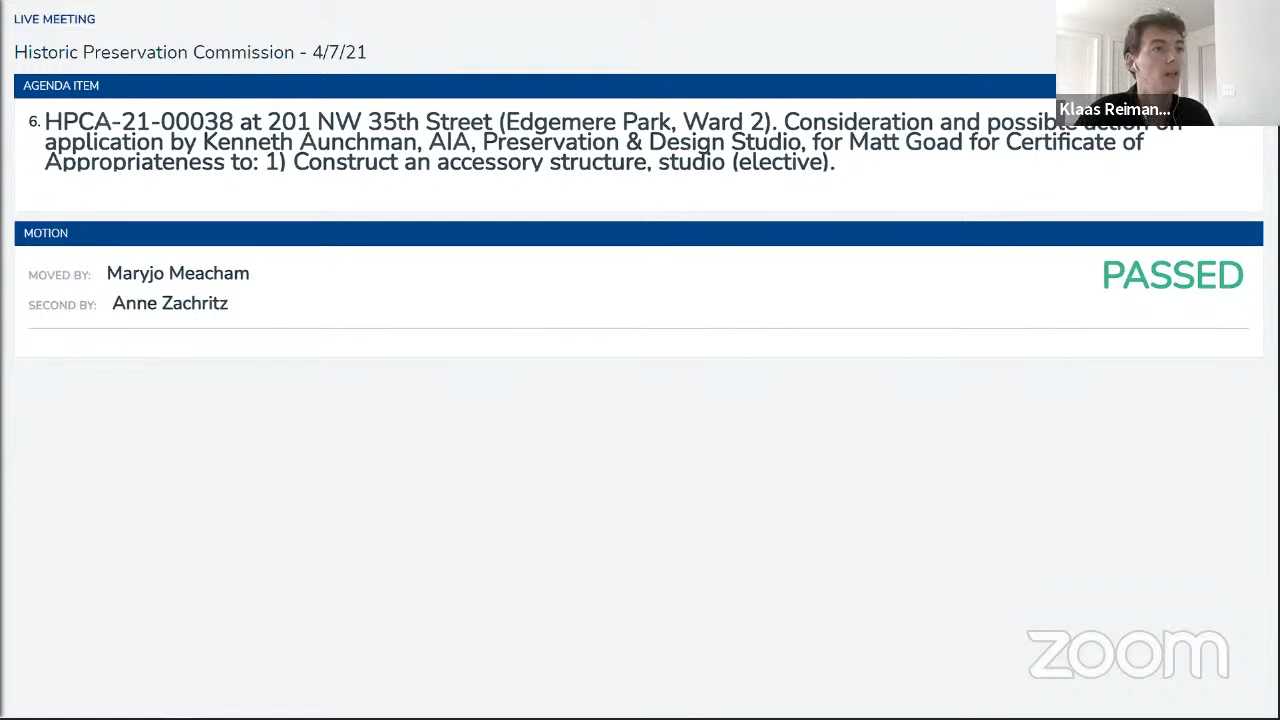 LIVE MEETING
Historic Preservation Commission - 4/7/21
AGENDA ITEM
Klaas Reiman...
6. HPCA-21-00038 at 201 NW 35th Street (Edgemere Park, Ward 2). Consideration and possible action on
application by Kenneth Aunchman, AIA, Preservation & Design Studio, for Matt Goad for Certificate of
Appropriateness to: 1) Construct an accessory structure, studio (elective).
MOTION
MOVED BY: Maryjo Meacham
PASSED
SECOND BY: Anne Zachritz
zoom